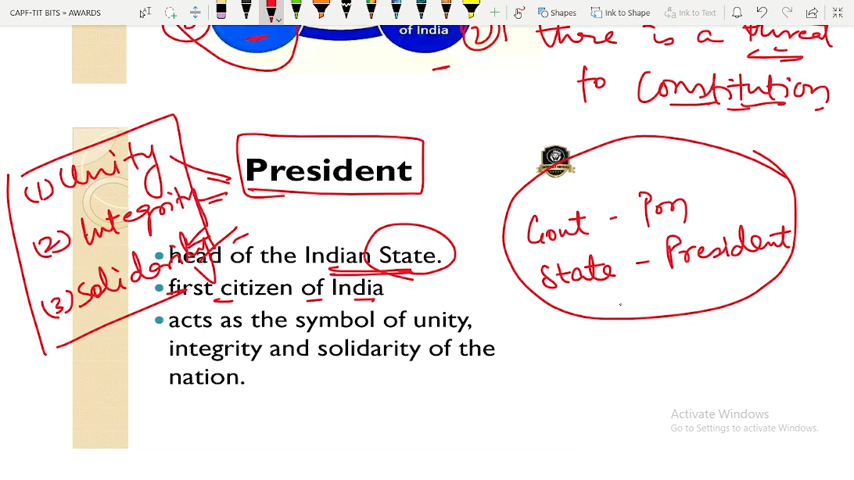 CAPF-TIT BITS » AWARDS
Shapes
Ink to Shape
Ink to Text
of India
(2)
there is a threat
to Constitution
(1) Unity
(2) Integrity
(3) Solidarity
President
head of the Indian State.
first citizen of India
acts as the symbol of unity,
integrity and solidarity of the
nation.
Govt - Pm
State - President
Activate Windows
Go to Settings to activate Windows.